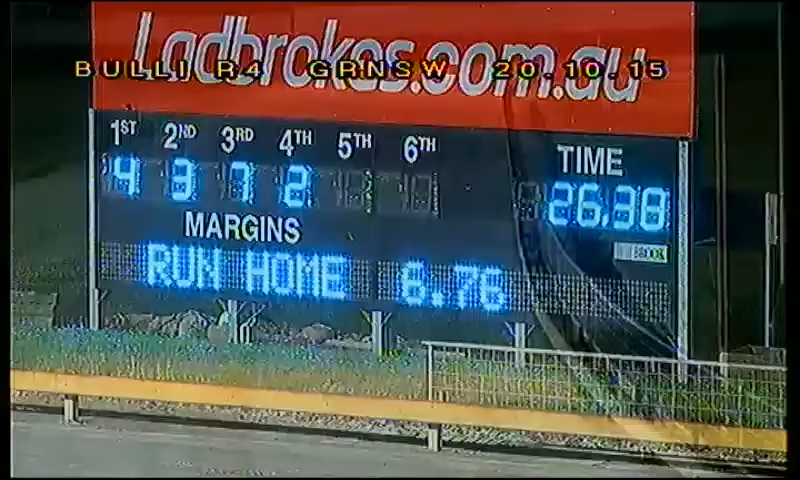 Ladbrokes.com.au
BULLI R4 GRNSW 20.10.15
1ST 2ND 3RD 4TH 5TH 6TH TIME
4 3 7 2 26.38
MARGINS
RUN HOME 6.76